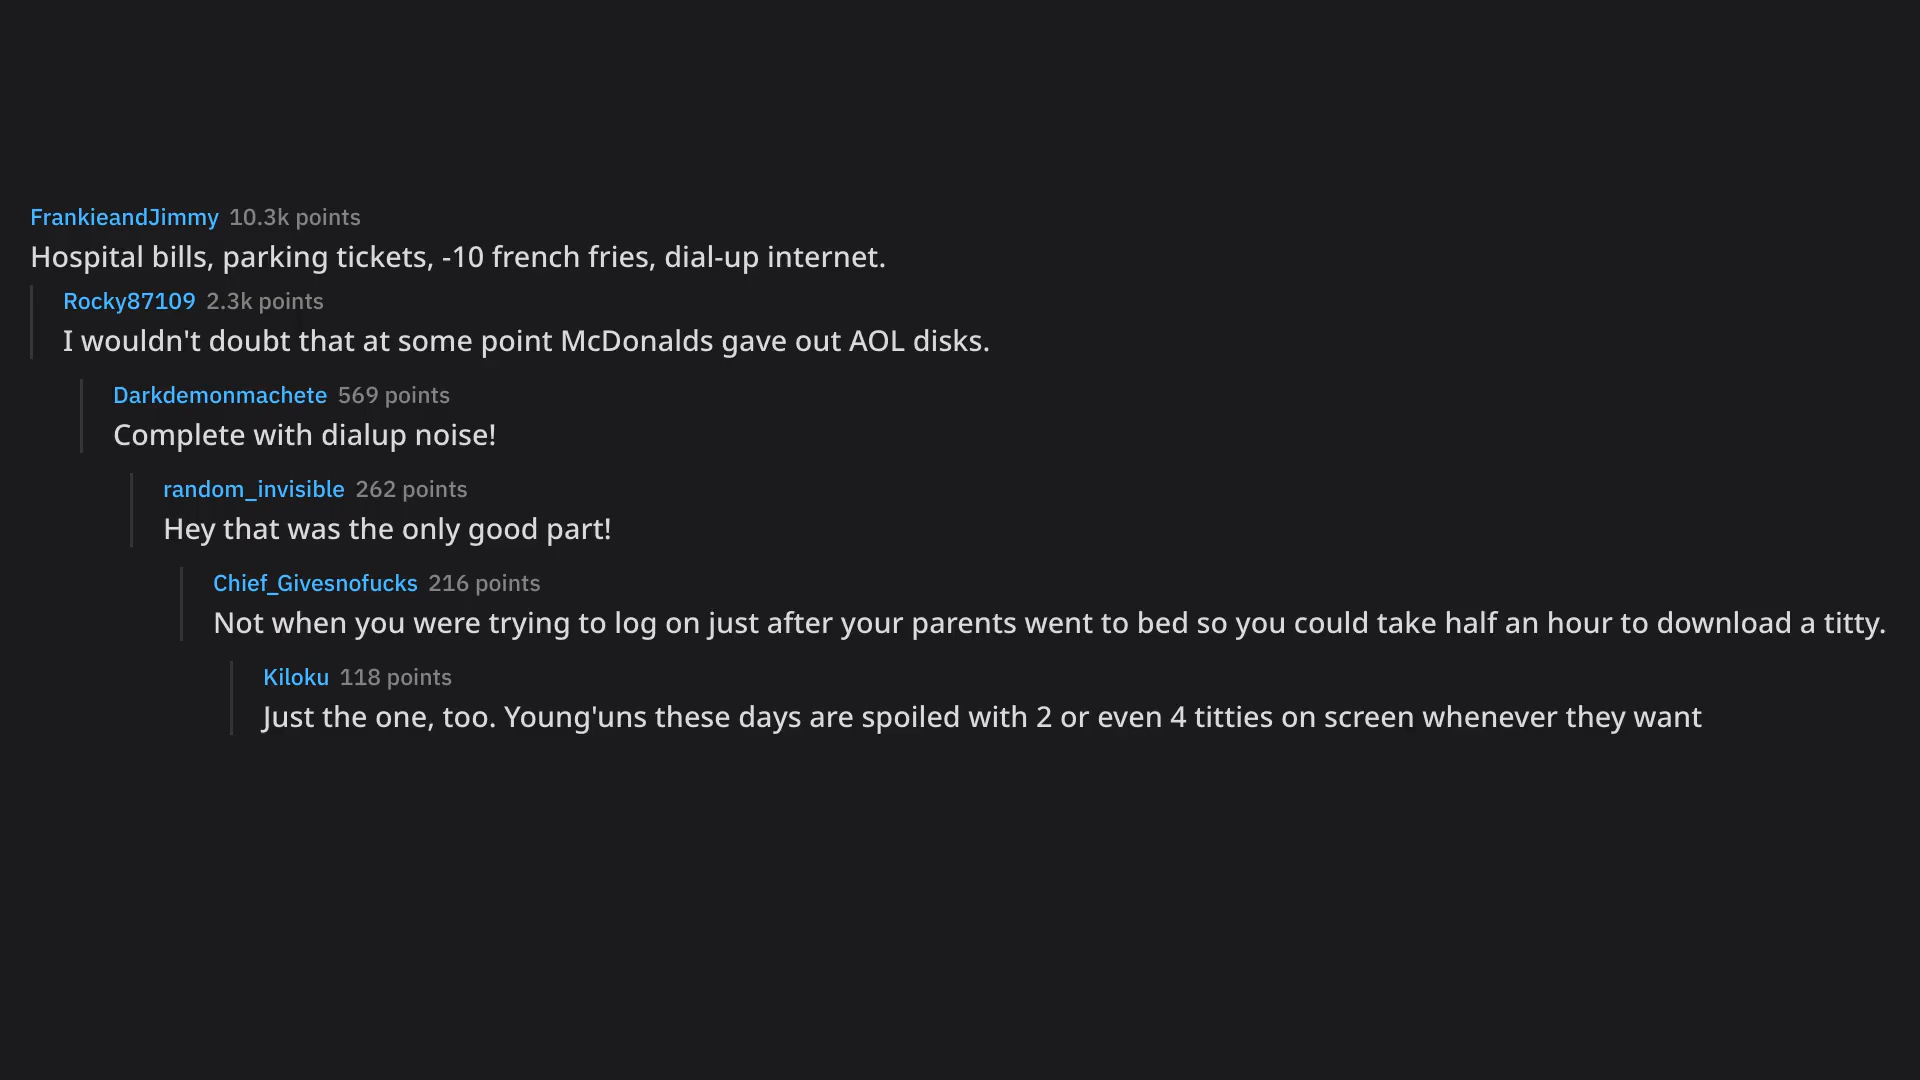 FrankieandJimmy 10.3k points
Hospital bills, parking tickets, -10 french fries, dial-up internet.
Rocky87109 2.3k points
I wouldn't doubt that at some point McDonalds gave out AOL disks.
Darkdemonmachete 569 points
Complete with dialup noise!
random_invisible 262 points
Hey that was the only good part!
Chief_Givesnofucks 216 points
Not when you were trying to log on just after your parents went to bed so you could take half an hour to download a titty.
Kiloku 118 points
Just the one, too. Young'uns these days are spoiled with 2 or even 4 titties on screen whenever they want